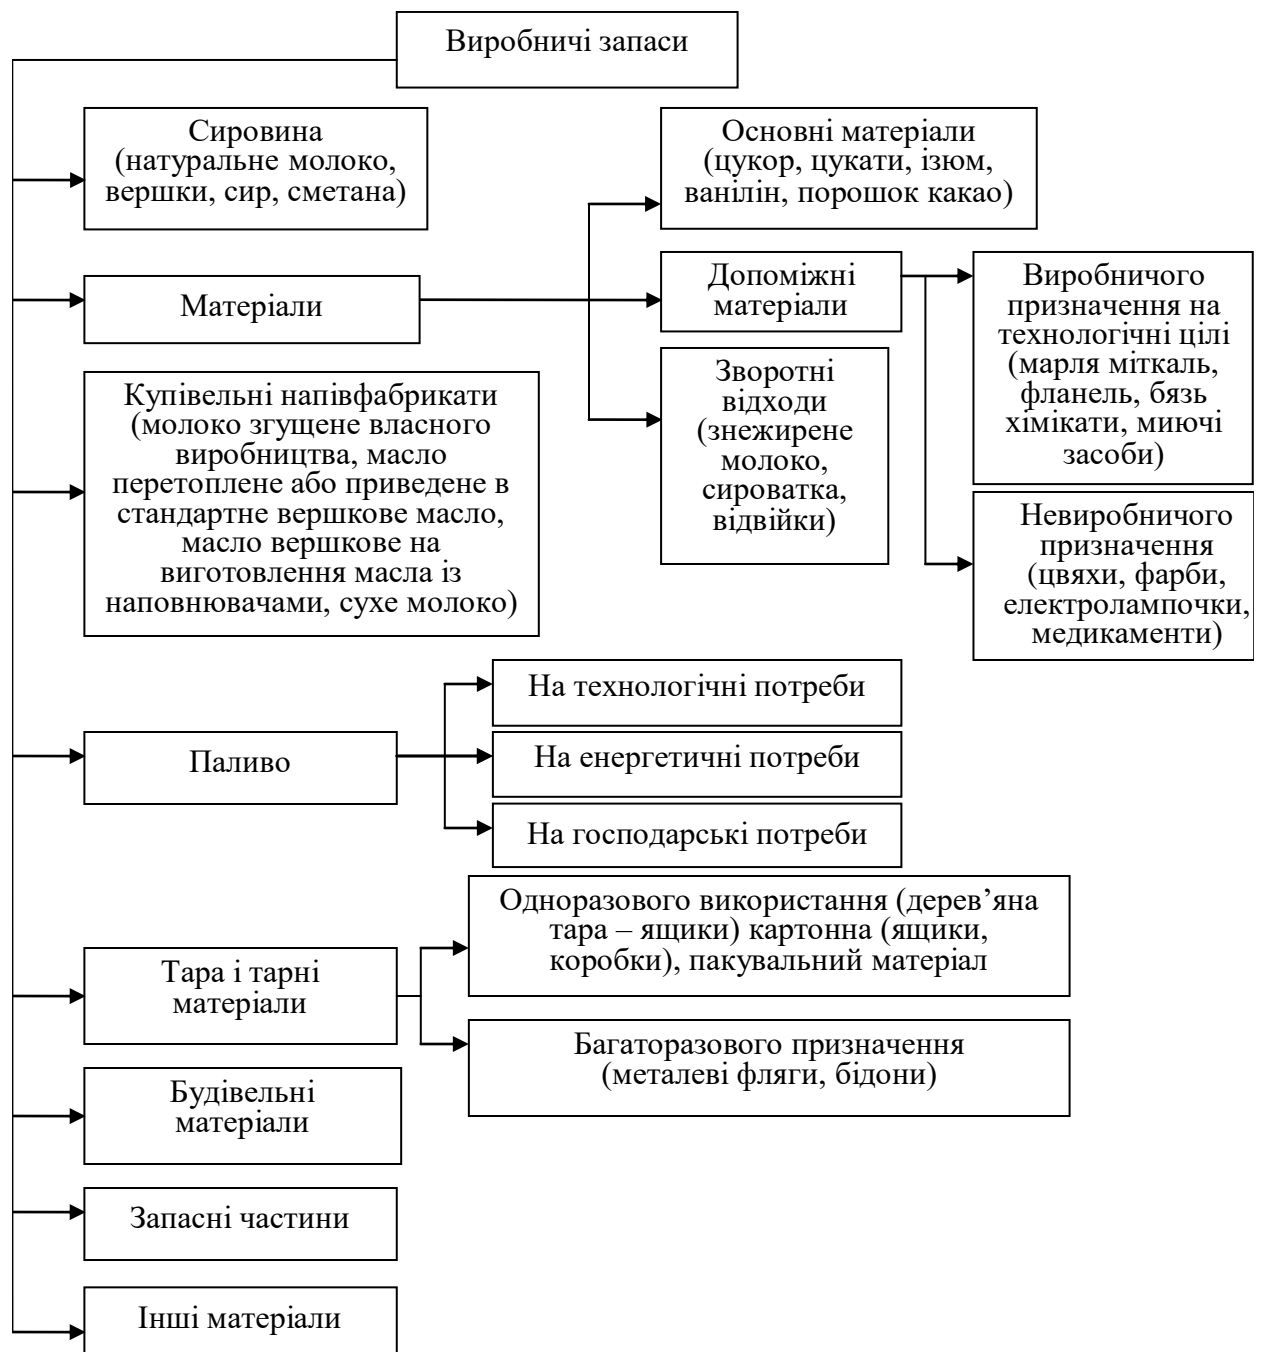 Виробничі запаси
Сировина
(натуральне молоко,
вершки, сир, сметана)
Основні матеріали
(цукор, цукати, ізюм,
ванілін, порошок какао)
Матеріали
Допоміжні
матеріали
Виробничого
призначення на
технологічні цілі
(марля міткаль,
фланель, бязь
хімікати, миючі
засоби)
Зворотні
відходи
(знежирене
молоко,
сироватка,
відвійки)
Невиробничого
призначення
(цвяхи, фарби,
електролампочки,
медикаменти)
Купівельні напівфабрикати
(молоко згущене власного
виробництва, масло
перетоплене або приведене в
стандартне вершкове масло,
масло вершкове на
виготовлення масла із
наповнювачами, сухе молоко)
Паливо
На технологічні потреби
На енергетичні потреби
На господарські потреби
Тара і тарні
матеріали
Одноразового використання (дерев’яна
тара – ящики) картонна (ящики,
коробки), пакувальний матеріал
Багаторазового призначення
(металеві фляги, бідони)
Будівельні
матеріали
Запасні частини
Інші матеріали